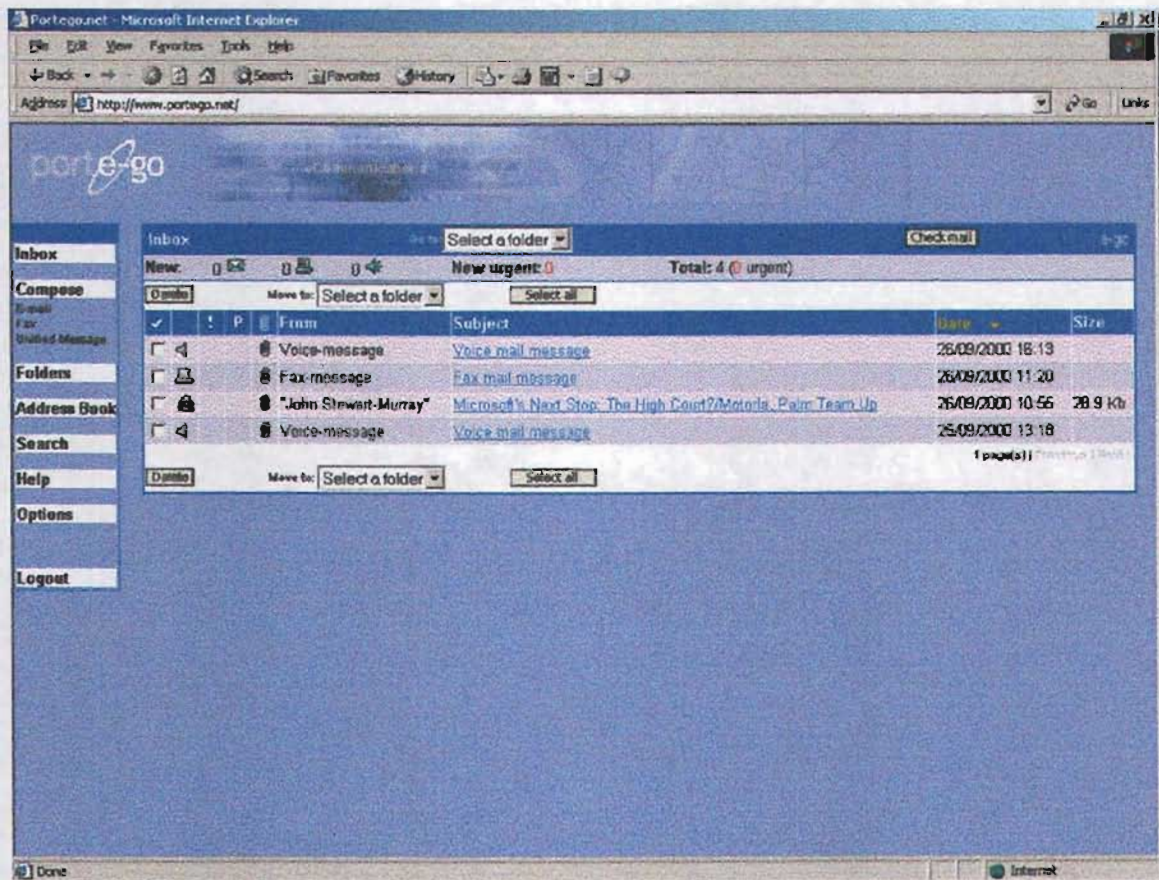 Portego.net - Microsoft Internet Explorer
File Edit View Favorites Tools Help
Back Search Favorites History
Address http://www.portego.net/ Go Links
porte-go
Inbox Select a folder Check mail
New: 0 0 0 New urgent: 0 Total: 4 (0 urgent)
Delete Move to: Select a folder Select all
! P From Subject Date Size
Voice-message Voice mail message 26/09/2000 16:13
Fax-message Fax mail message 26/09/2000 11:20
"John Stewart-Murray" Microsoft's Next Stop: The High Court?/Motorla, Palm Team Up 26/09/2000 10:56 28.9 Kb
Voice-message Voice mail message 25/09/2000 13:18
1 page(s) |
Delete Move to: Select a folder Select all
Inbox
Compose
E-mail
Fax
Unified Message
Folders
Address Book
Search
Help
Options
Logout
Done Internet